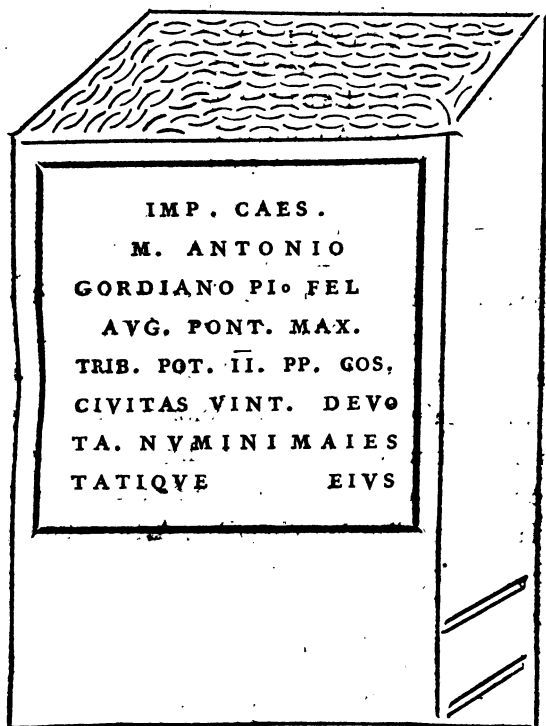 IMP. CAES.
M. ANTONIO
GORDIANO PIo FEL
AVG. PONT. MAX.
TRIB. POT. II. PP. COS.
CIVITAS VINT. DEVO
TA. NVMINI MAIES
TATIQVE EIVS